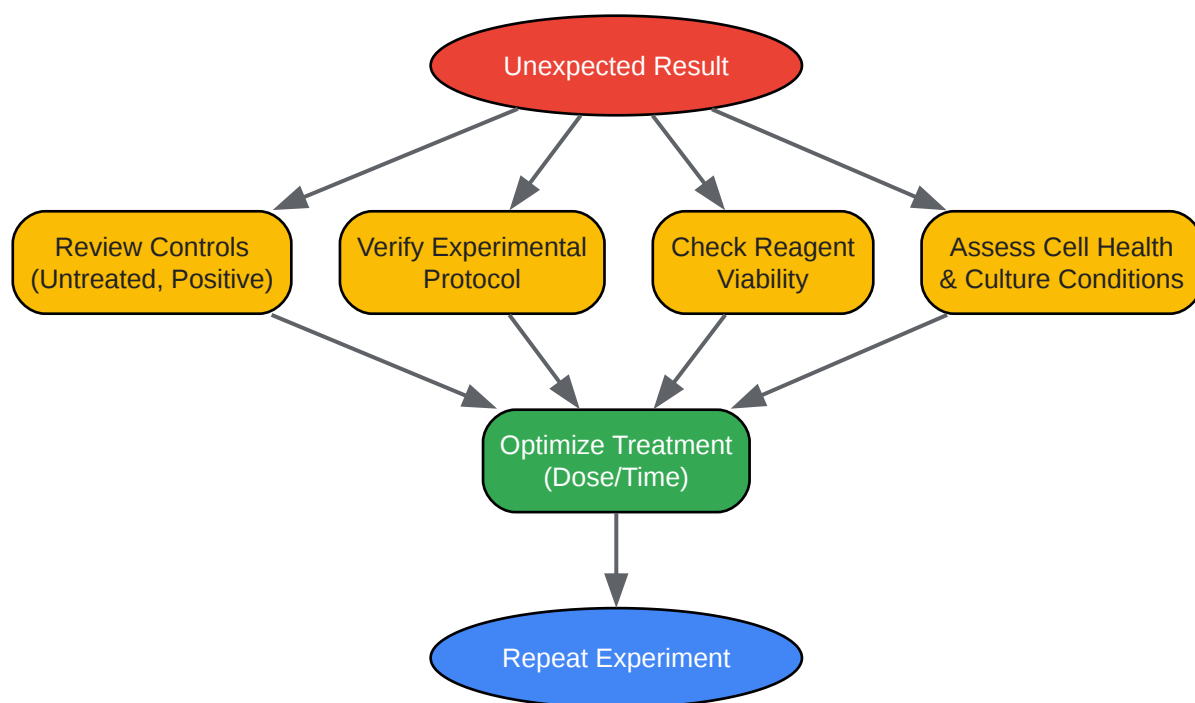 Unexpected Result
Review Controls
(Untreated, Positive)
Verify Experimental
Protocol
Check Reagent
Viability
Assess Cell Health
& Culture Conditions
Optimize Treatment
(Dose/Time)
Repeat Experiment